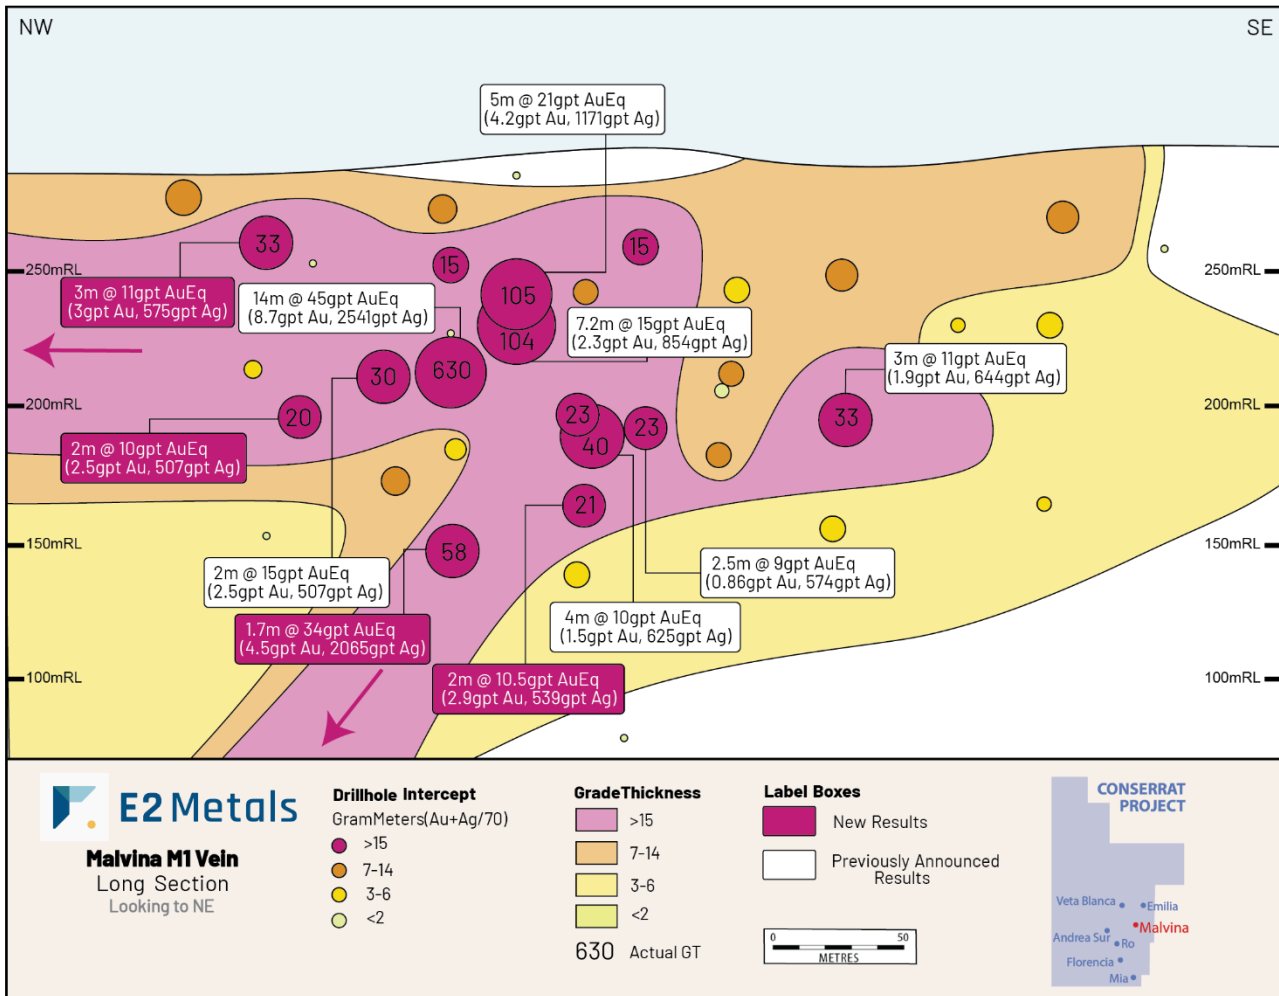 NW
SE
5m @ 21gpt AuEq
(4.2gpt Au, 1171gpt Ag)
33
15
15
250mRL
250mRL
3m @ 11gpt AuEq
(3gpt Au, 575gpt Ag)
14m @ 45gpt AuEq
(8.7gpt Au, 2541gpt Ag)
105
104
7.2m @ 15gpt AuEq
(2.3gpt Au, 854gpt Ag)
3m @ 11gpt AuEq
(1.9gpt Au, 644gpt Ag)
30
630
200mRL
200mRL
20
23
40
23
33
2m @ 10gpt AuEq
(2.5gpt Au, 507gpt Ag)
21
150mRL
150mRL
58
2m @ 15gpt AuEq
(2.5gpt Au, 507gpt Ag)
2.5m @ 9gpt AuEq
(0.86gpt Au, 574gpt Ag)
1.7m @ 34gpt AuEq
(4.5gpt Au, 2065gpt Ag)
4m @ 10gpt AuEq
(1.5gpt Au, 625gpt Ag)
2m @ 10.5gpt AuEq
(2.9gpt Au, 539gpt Ag)
100mRL
100mRL
E2 Metals
Malvina M1 Vein
Long Section
Looking to NE
Drillhole Intercept
GramMeters(Au+Ag/70)
>15
7-14
3-6
<2
GradeThickness
>15
7-14
3-6
<2
630 Actual GT
Label Boxes
New Results
Previously Announced
Results
0 50
METRES
CONSERRAT
PROJECT
Veta Blanca
Emilia
Malvina
Andrea Sur
Ro
Florencia
Mia